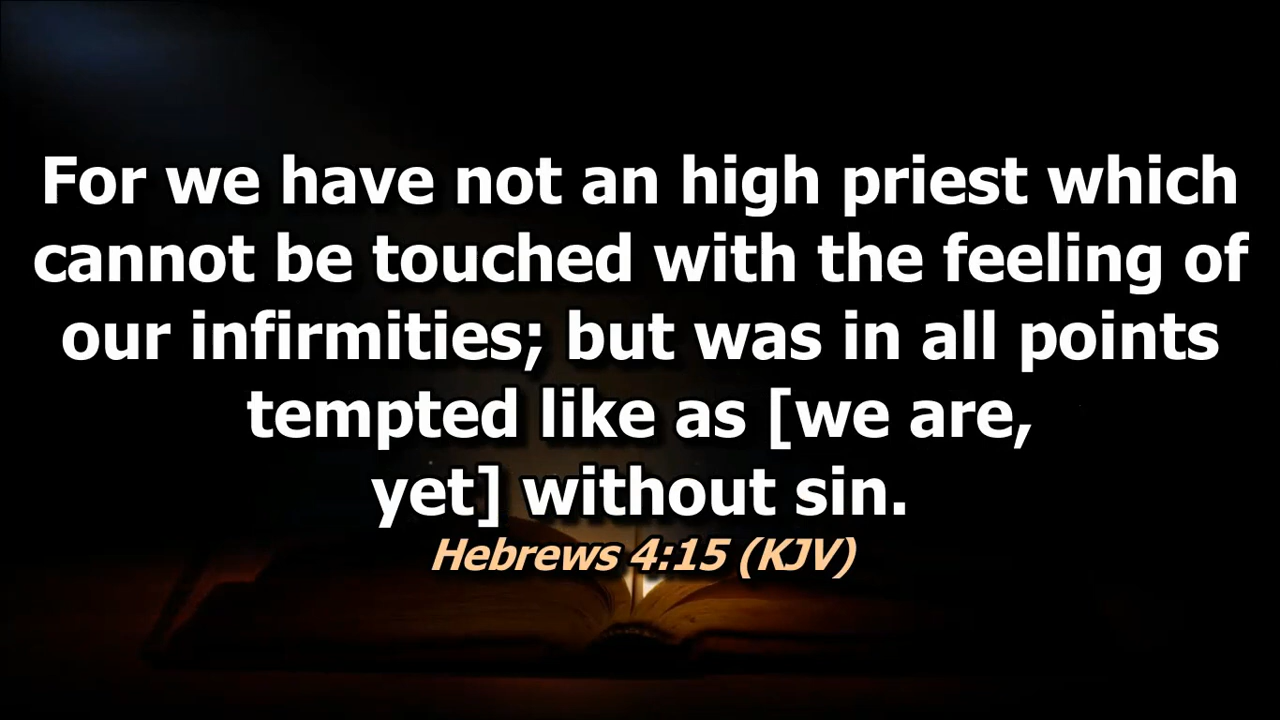 For we have not an high priest which
cannot be touched with the feeling of
our infirmities; but was in all points
tempted like as [we are,
yet] without sin.
Hebrews 4:15 (KJV)